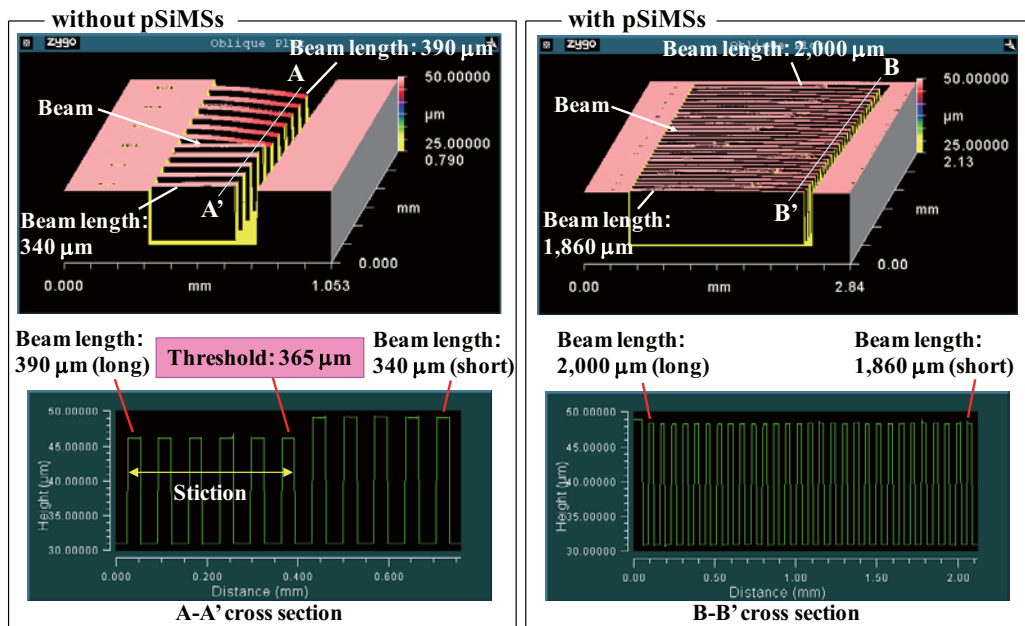 without pSiMSs
zygo
Oblique Plot
Beam length: 390 μm
A
50.00000
μm
25.00000
0.790
Beam
A'
Beam length:
340 μm
mm
0.000
0.000
mm
1.053
with pSiMSs
zygo
Oblique Plot
Beam length: 2,000 μm
B
50.00000
μm
25.00000
2.13
Beam
B'
Beam length:
1,860 μm
mm
0.00
0.00
mm
2.84
Beam length:
390 μm (long)
Threshold: 365 μm
Beam length:
340 μm (short)
50.00000
45.00000
40.00000
35.00000
30.00000
Height (μm)
Stiction
0.000
0.200
0.400
0.600
Distance (mm)
A-A' cross section
Beam length:
2,000 μm (long)
Beam length:
1,860 μm (short)
50.00000
45.00000
40.00000
35.00000
30.00000
Height (μm)
0.00
0.50
1.00
1.50
2.00
Distance (mm)
B-B' cross section